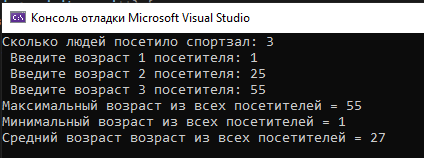 Консоль отладки Microsoft Visual Studio
Сколько людей посетило спортзал: 3
Введите возраст 1 посетителя: 1
Введите возраст 2 посетителя: 25
Введите возраст 3 посетителя: 55
Максимальный возраст из всех посетителей = 55
Минимальный возраст из всех посетителей = 1
Средний возраст возраст из всех посетителей = 27